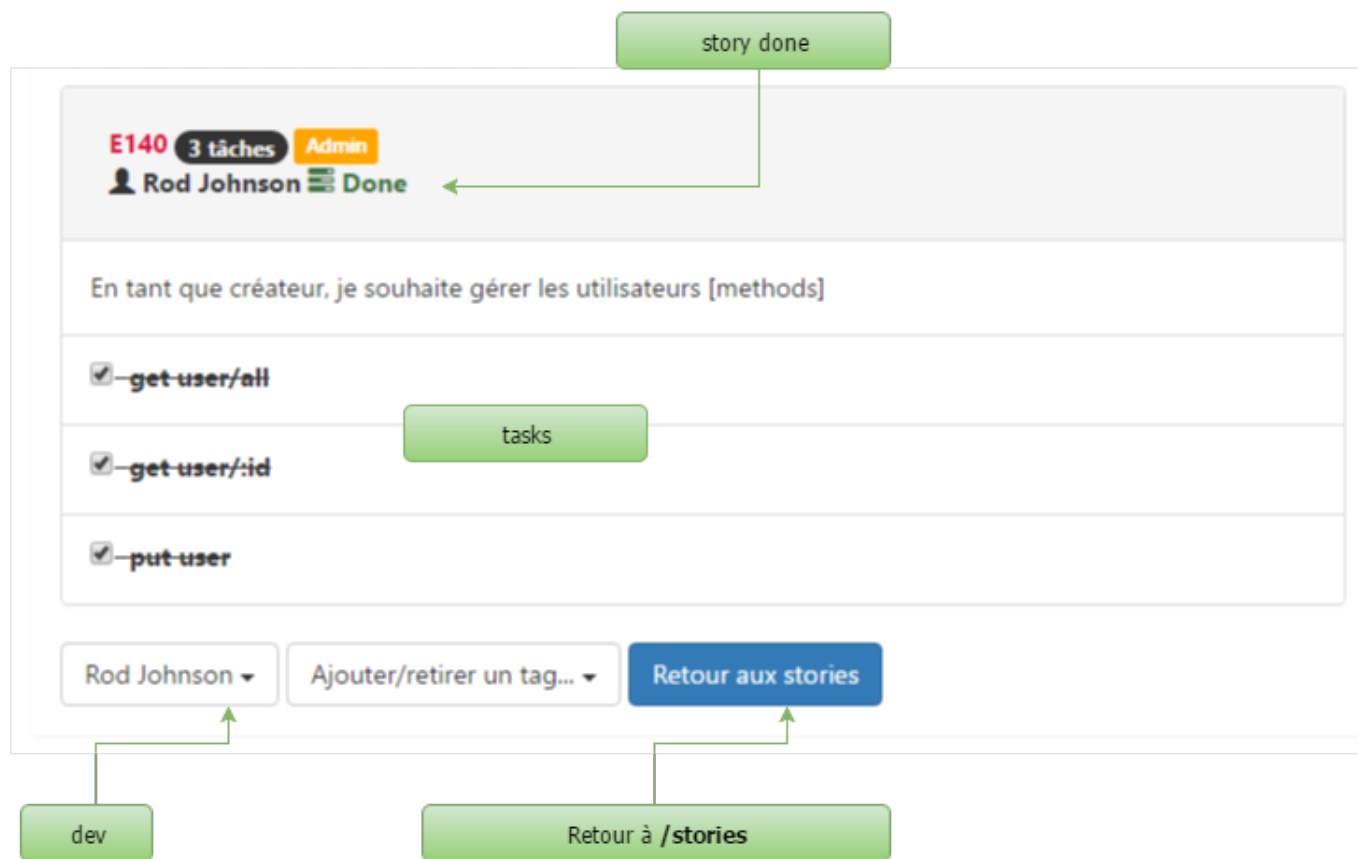 story done
E140 3 tâches Admin
Rod Johnson Done
En tant que créateur, je souhaite gérer les utilisateurs [methods]
get user/all
tasks
get user/:id
put user
Rod Johnson Ajouter/retirer un tag... Retour aux stories
dev Retour à /stories